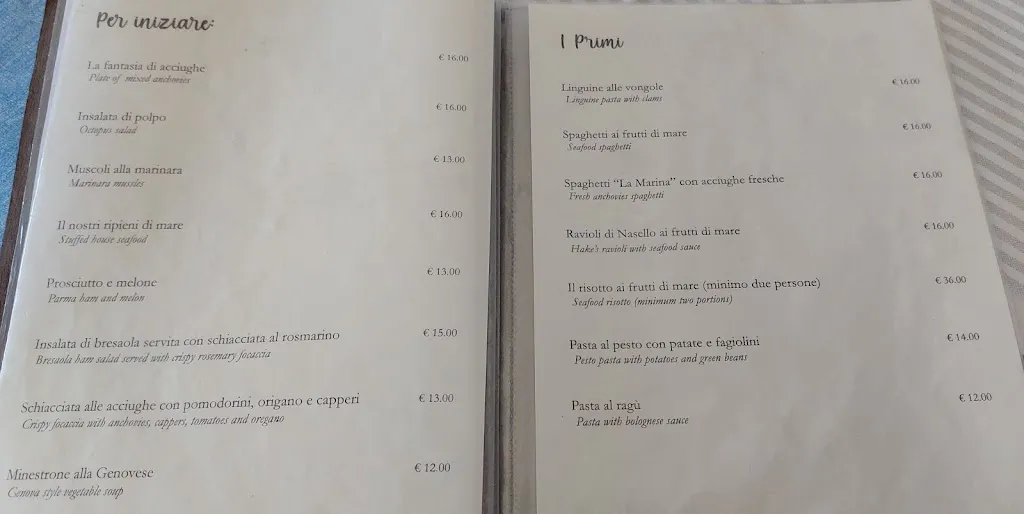 Per iniziare:
La fantasia di acciughe € 16.00
Plate of mixed anchovies
Insalata di polpo € 16.00
Octopus salad
Muscoli alla marinara € 13.00
Marinara mussles
Il nostri ripieni di mare € 16.00
Stuffed house seafood
Prosciutto e melone € 13.00
Parma ham and melon
Insalata di bresaola servita con schiacciata al rosmarino € 15.00
Bresaola ham salad served with crispy rosemary focaccia
Schiacciata alle acciughe con pomodorini, origano e capperi € 13.00
Crispy focaccia with anchovies, cappers, tomatoes and oregano
Minestrone alla Genovese € 12.00
Genova style vegetable soup
I Primi
Linguine alle vongole € 16.00
Linguine pasta with slams
Spaghetti ai frutti di mare € 16.00
Seafood spaghetti
Spaghetti “La Marina” con acciughe fresche € 16.00
Fresh anchovies spaghetti
Ravioli di Nasello ai frutti di mare € 16.00
Hake's ravioli with seafood sauce
Il risotto ai frutti di mare (minimo due persone) € 36.00
Seafood risotto (minimum two portions)
Pasta al pesto con patate e fagiolini € 14.00
Pesto pasta with potatoes and green beans
Pasta al ragù € 12.00
Pasta with bolognese sauce